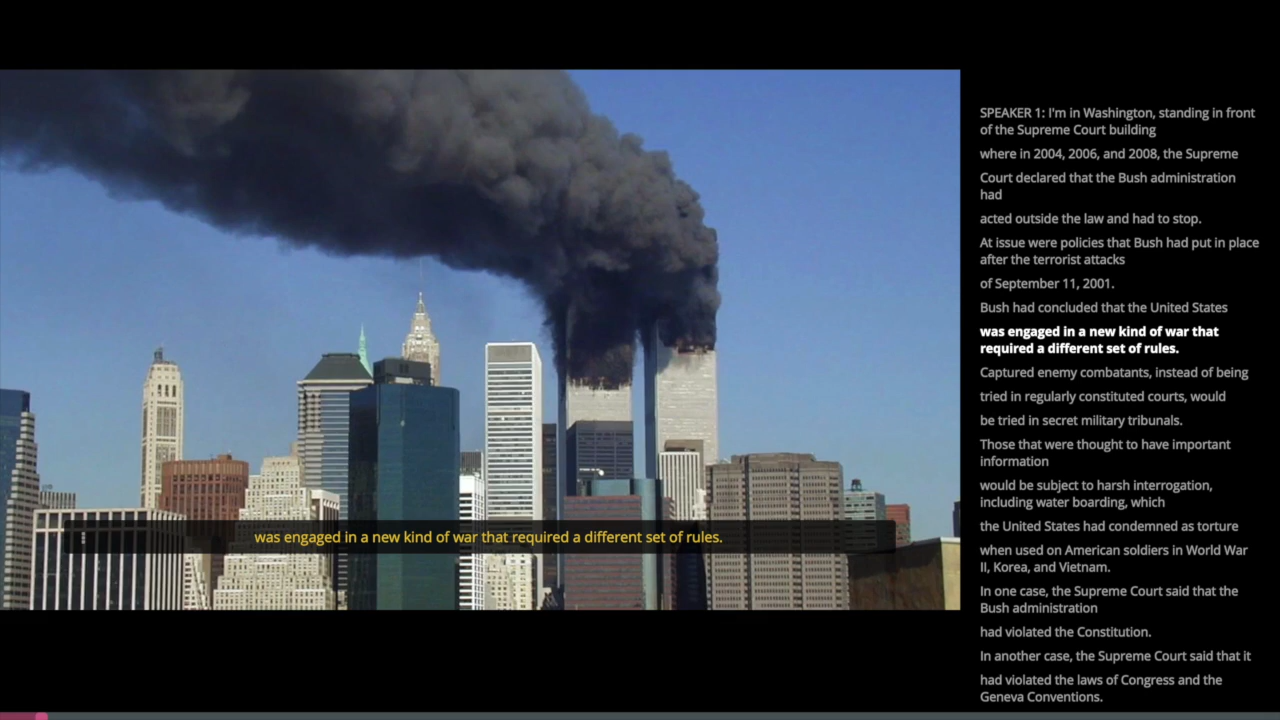 was engaged in a new kind of war that required a different set of rules.
SPEAKER 1: I'm in Washington, standing in front
of the Supreme Court building
where in 2004, 2006, and 2008, the Supreme
Court declared that the Bush administration
had
acted outside the law and had to stop.
At issue were policies that Bush had put in place
after the terrorist attacks
of September 11, 2001.
Bush had concluded that the United States
was engaged in a new kind of war that
required a different set of rules.
Captured enemy combatants, instead of being
tried in regularly constituted courts, would
be tried in secret military tribunals.
Those that were thought to have important
information
would be subject to harsh interrogation,
including water boarding, which
the United States had condemned as torture
when used on American soldiers in World War
II, Korea, and Vietnam.
In one case, the Supreme Court said that the
Bush administration
had violated the Constitution.
In another case, the Supreme Court said that it
had violated the laws of Congress and the
Geneva Conventions.